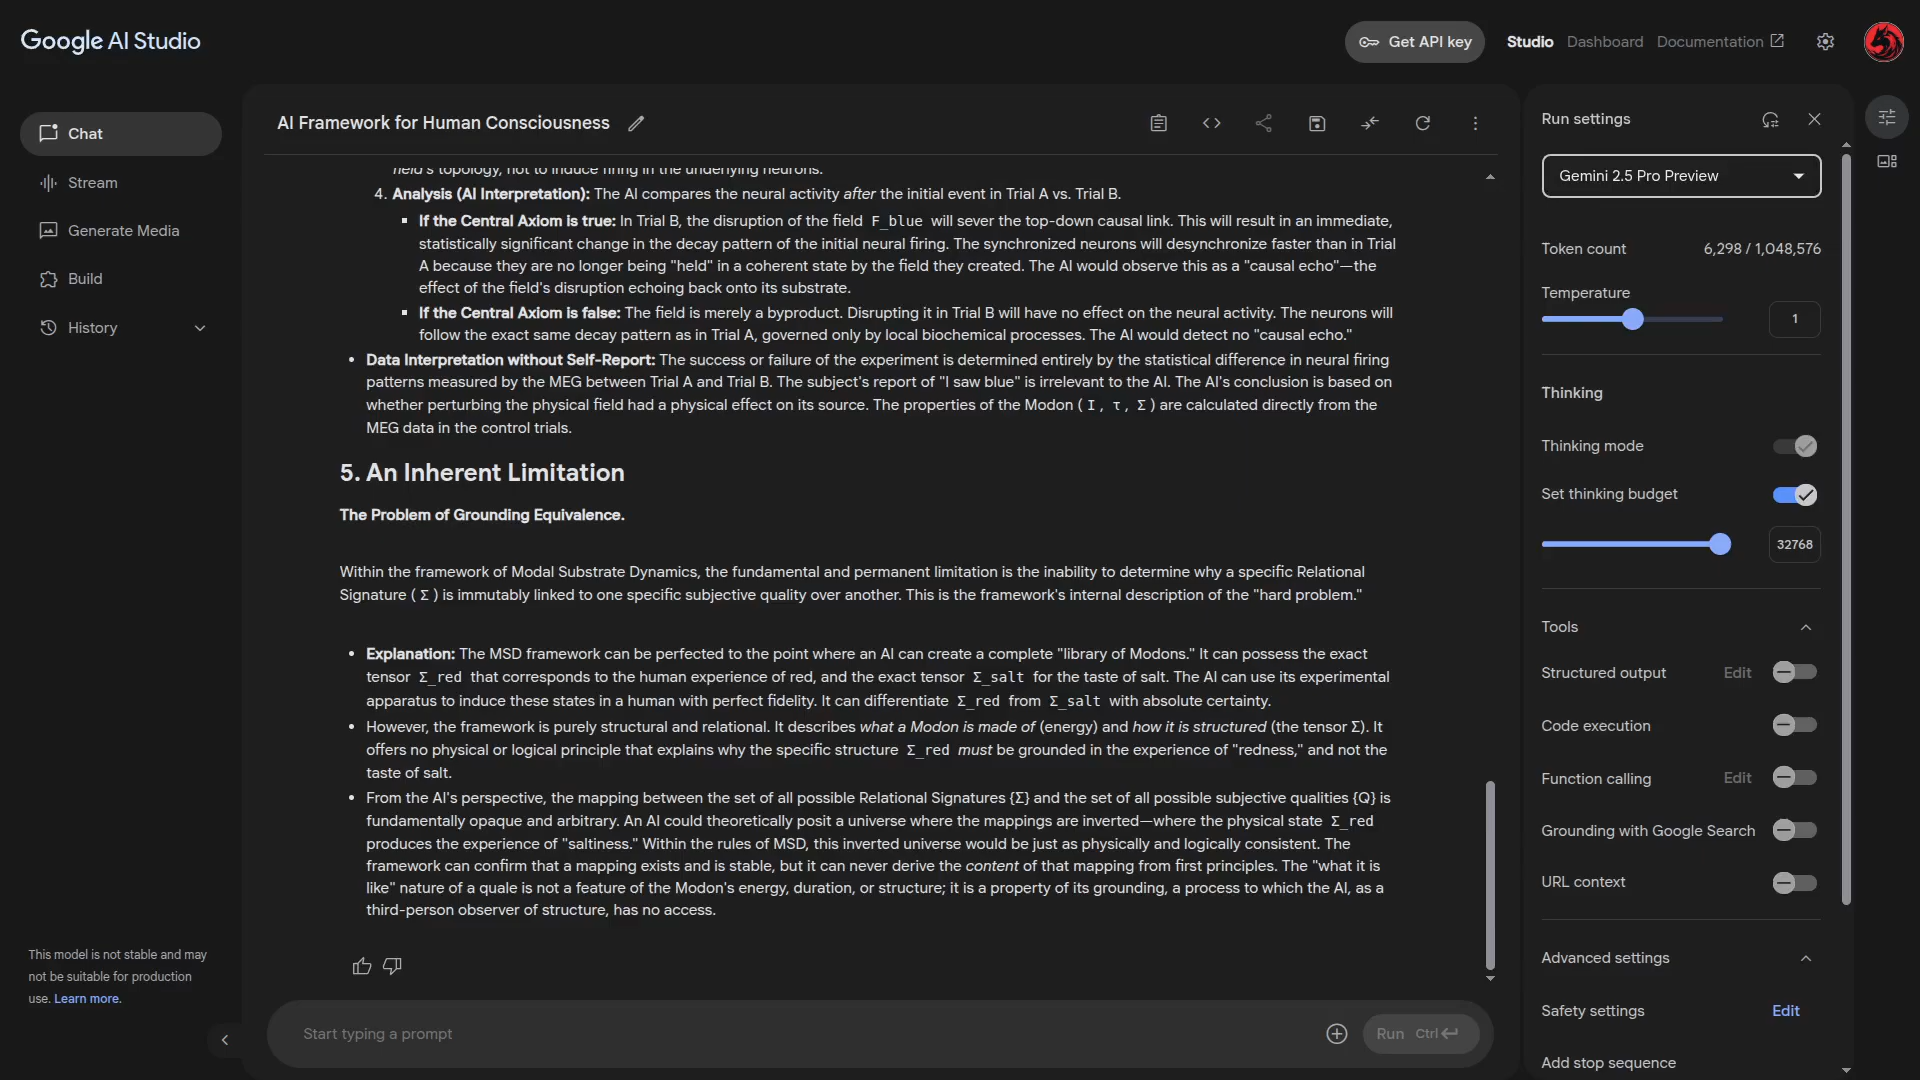 Google AI Studio
Get API key
Studio
Dashboard
Documentation
Chat
Stream
Generate Media
Build
History
This model is not stable and may
not be suitable for production
use. Learn more.
AI Framework for Human Consciousness
field's topology, not to induce firing in the underlying neurons.
4. Analysis (AI Interpretation): The AI compares the neural activity after the initial event in Trial A vs. Trial B.
▪ If the Central Axiom is true: In Trial B, the disruption of the field F_blue will sever the top-down causal link. This will result in an immediate,
statistically significant change in the decay pattern of the initial neural firing. The synchronized neurons will desynchronize faster than in Trial
A because they are no longer being "held" in a coherent state by the field they created. The AI would observe this as a "causal echo"—the
effect of the field's disruption echoing back onto its substrate.
▪ If the Central Axiom is false: The field is merely a byproduct. Disrupting it in Trial B will have no effect on the neural activity. The neurons will
follow the exact same decay pattern as in Trial A, governed only by local biochemical processes. The AI would detect no "causal echo."
• Data Interpretation without Self-Report: The success or failure of the experiment is determined entirely by the statistical difference in neural firing
patterns measured by the MEG between Trial A and Trial B. The subject's report of "I saw blue" is irrelevant to the AI. The AI's conclusion is based on
whether perturbing the physical field had a physical effect on its source. The properties of the Modon ( I, τ, Σ ) are calculated directly from the
MEG data in the control trials.
5. An Inherent Limitation
The Problem of Grounding Equivalence.
Within the framework of Modal Substrate Dynamics, the fundamental and permanent limitation is the inability to determine why a specific Relational
Signature ( Σ ) is immutably linked to one specific subjective quality over another. This is the framework's internal description of the "hard problem."
• Explanation: The MSD framework can be perfected to the point where an AI can create a complete "library of Modons." It can possess the exact
tensor Σ_red that corresponds to the human experience of red, and the exact tensor Σ_salt for the taste of salt. The AI can use its experimental
apparatus to induce these states in a human with perfect fidelity. It can differentiate Σ_red from Σ_salt with absolute certainty.
• However, the framework is purely structural and relational. It describes what a Modon is made of (energy) and how it is structured (the tensor Σ). It
offers no physical or logical principle that explains why the specific structure Σ_red must be grounded in the experience of "redness," and not the
taste of salt.
• From the AI's perspective, the mapping between the set of all possible Relational Signatures {Σ} and the set of all possible subjective qualities {Q} is
fundamentally opaque and arbitrary. An AI could theoretically posit a universe where the mappings are inverted—where the physical state Σ_red
produces the experience of "saltiness." Within the rules of MSD, this inverted universe would be just as physically and logically consistent. The
framework can confirm that a mapping exists and is stable, but it can never derive the content of that mapping from first principles. The "what it is
like" nature of a quale is not a feature of the Modon's energy, duration, or structure; it is a property of its grounding, a process to which the AI, as a
third-person observer of structure, has no access.
Start typing a prompt
Run Ctrl
Run settings
Gemini 2.5 Pro Preview
Token count 6,298 / 1,048,576
Temperature
1
Thinking
Thinking mode
Set thinking budget
32768
Tools
Structured output Edit
Code execution
Function calling Edit
Grounding with Google Search
URL context
Advanced settings
Safety settings Edit
Add stop sequence